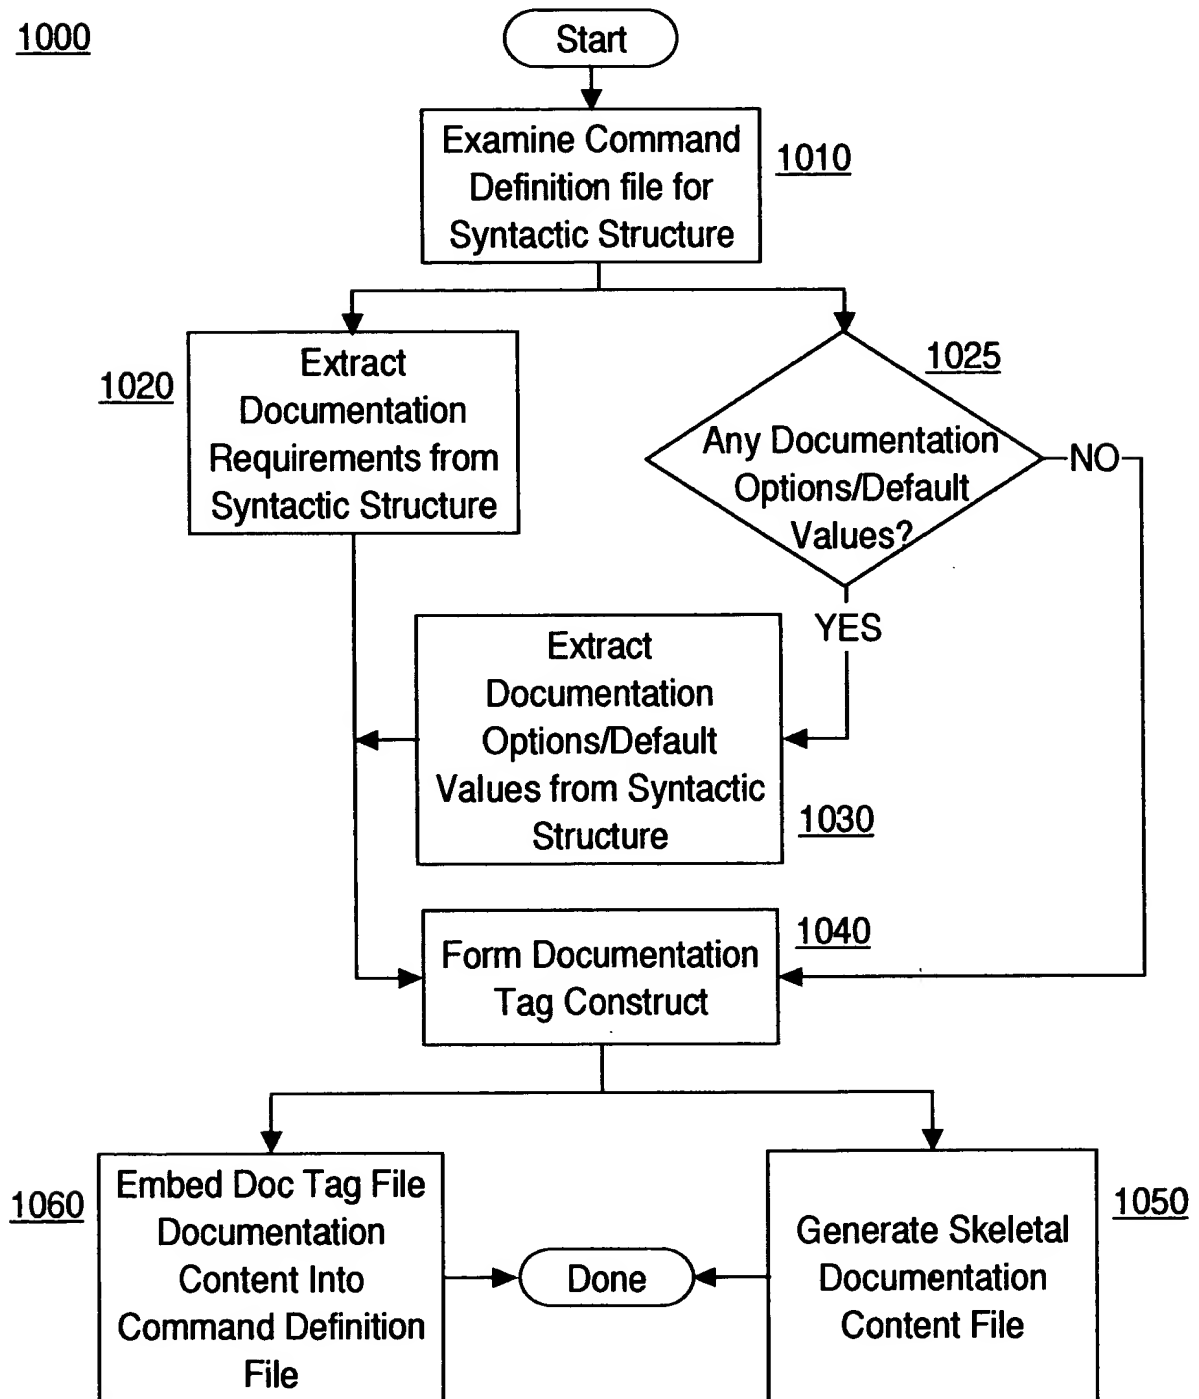 1000
Start
Examine Command
Definition file for
Syntactic Structure
1010
Extract
Documentation
Requirements from
Syntactic Structure
1020
1025
Any Documentation
Options/Default
Values?
NO
YES
Extract
Documentation
Options/Default
Values from Syntactic
Structure
1030
Form Documentation
Tag Construct
1040
1060
Embed Doc Tag File
Documentation
Content Into
Command Definition
File
Done
Generate Skeletal
Documentation
Content File
1050